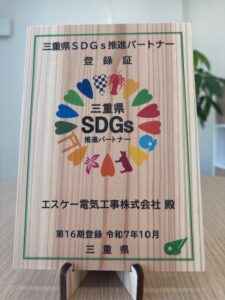 三重県SDGs推進パートナー
登録証
三重県
SDGs
推進パートナー
エスケー電気工事株式会社 殿
第16期登録 令和7年10月
三重県